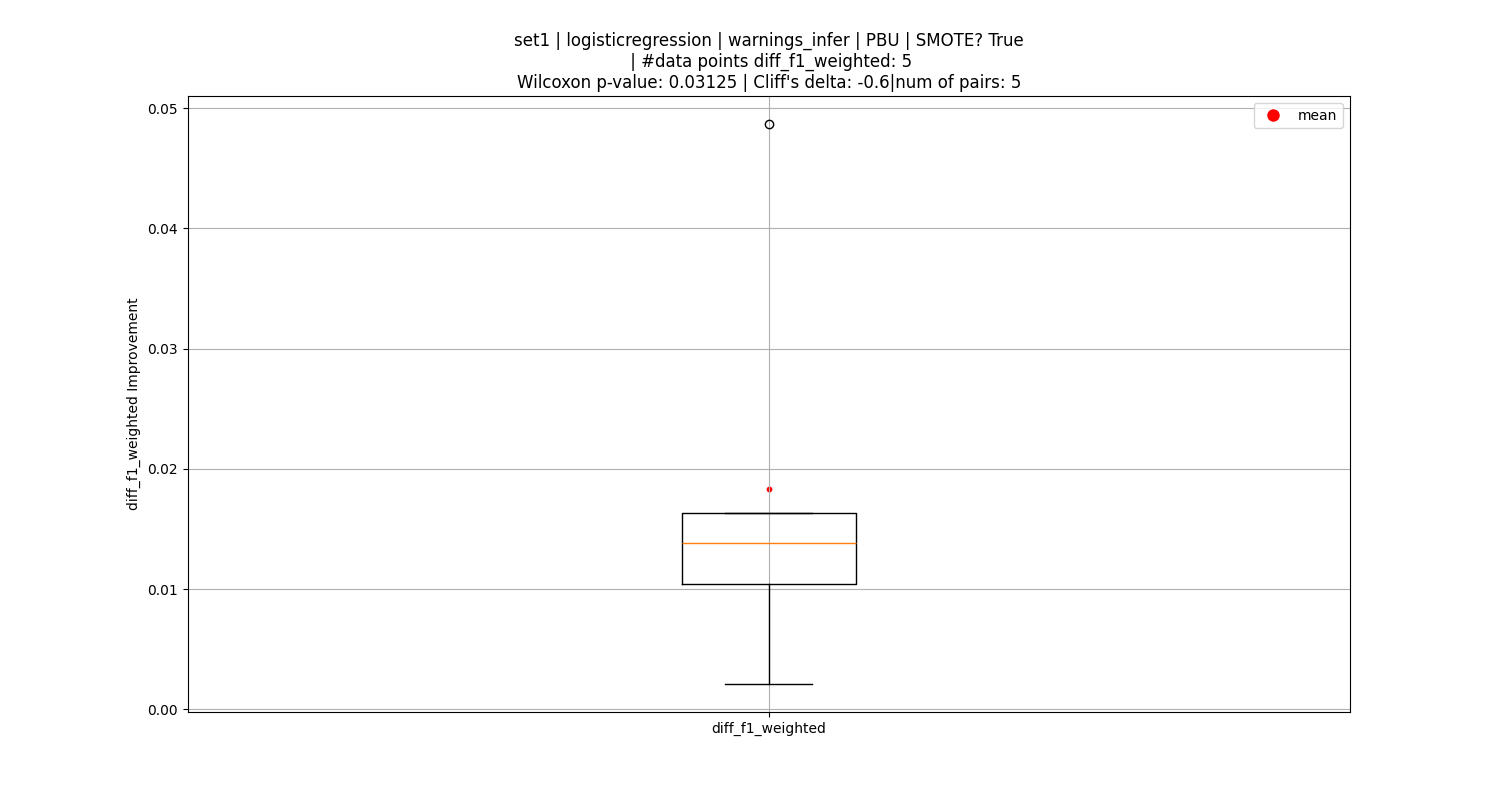 set1 | logisticregression | warnings_infer | PBU | SMOTE? True
| #data points diff_f1_weighted: 5
Wilcoxon p-value: 0.03125 | Cliff's delta: -0.6|num of pairs: 5
mean
0.05
0.04
0.03
0.02
0.01
0.00
diff_f1_weighted Improvement
diff_f1_weighted